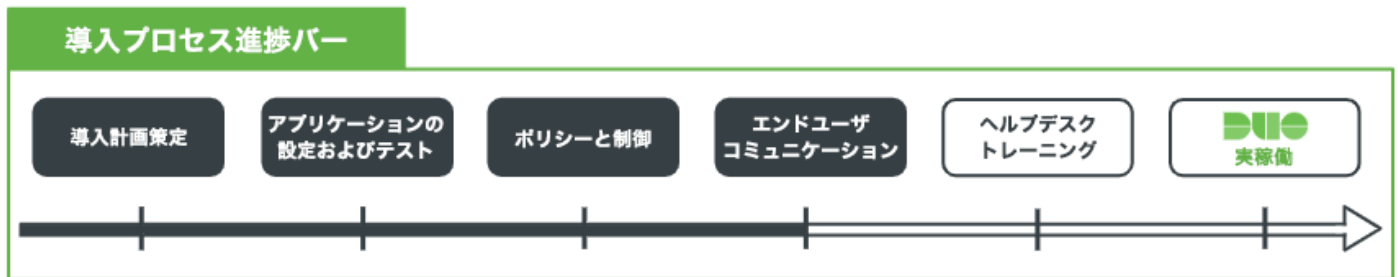 導入プロセス進捗バー
導入計画策定
アプリケーションの
設定およびテスト
ポリシーと制御
エンドユーザ
コミュニケーション
ヘルプデスク
トレーニング
DUO
実稼働